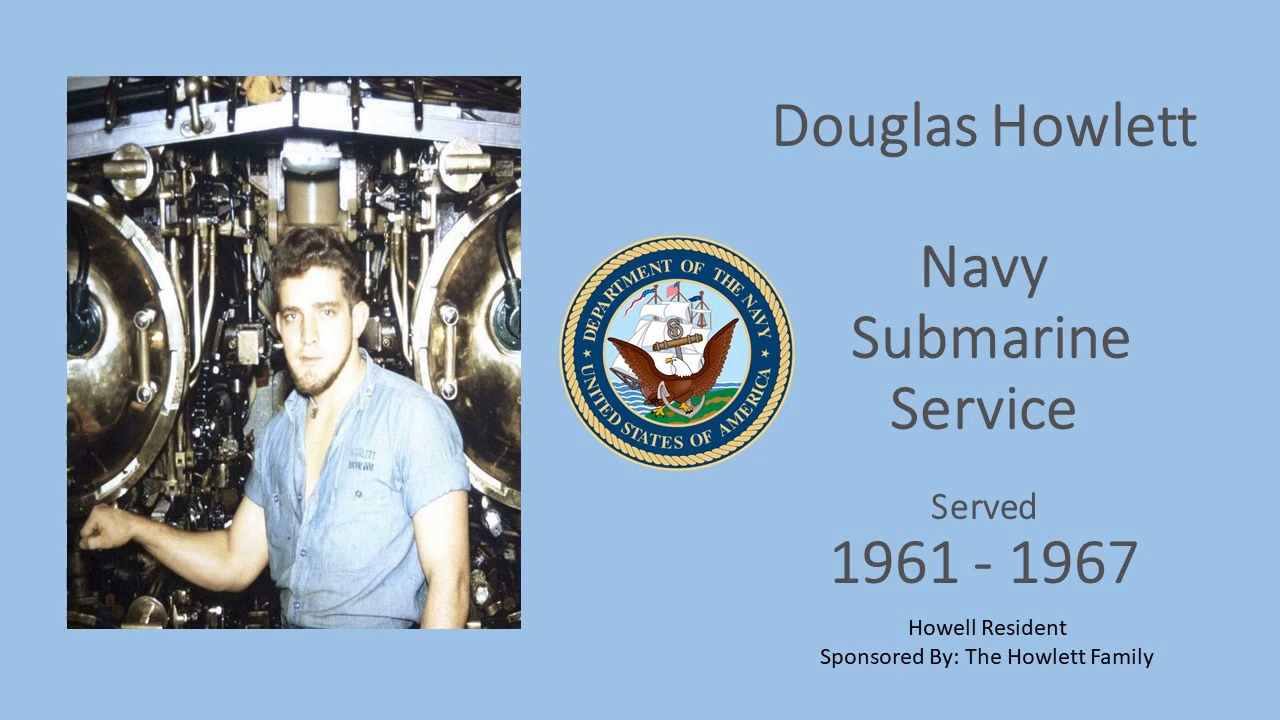 Douglas Howlett
Navy
Submarine
Service
DEPARTMENT OF THE NAVY
UNITED STATES OF AMERICA
Served
1961 - 1967
Howell Resident
Sponsored By: The Howlett Family
HOWLETT